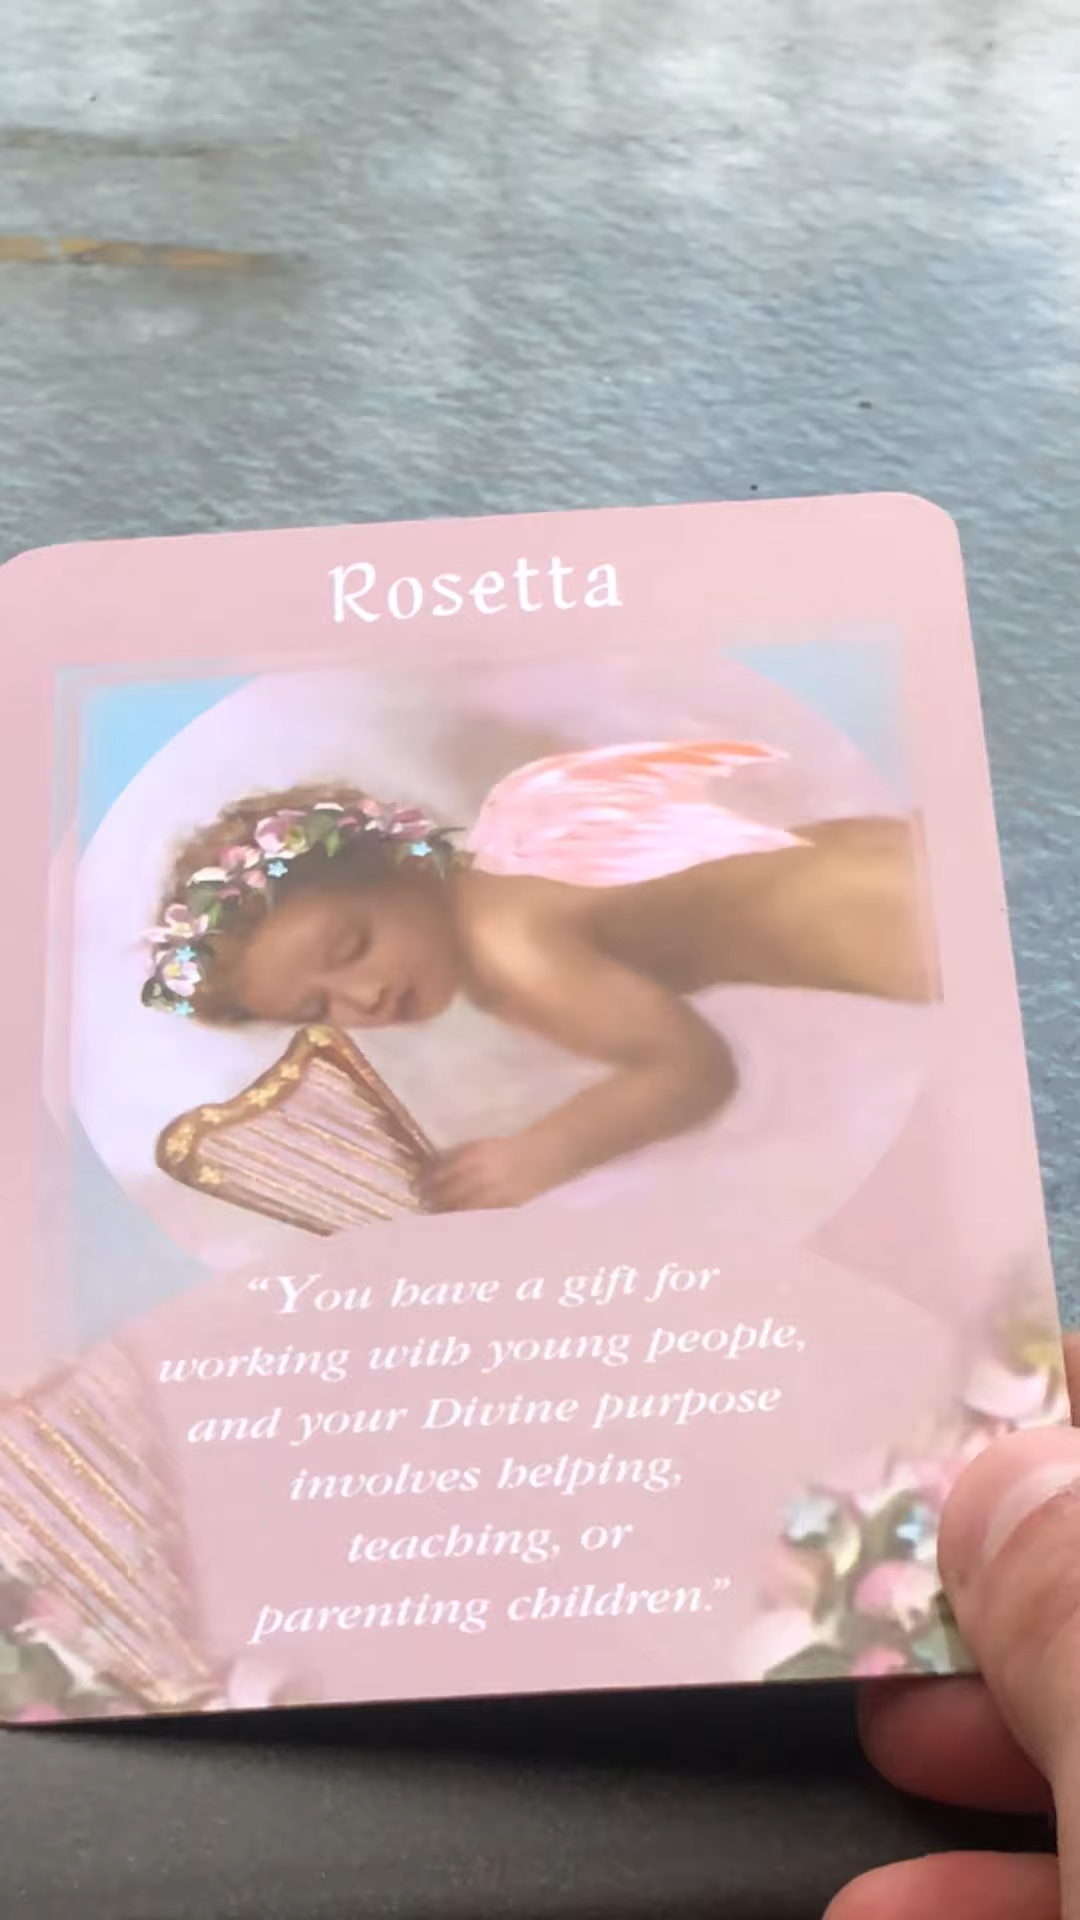 Rosetta
“You have a gift for
working with young people,
and your Divine purpose
involves helping,
teaching, or
parenting children.”